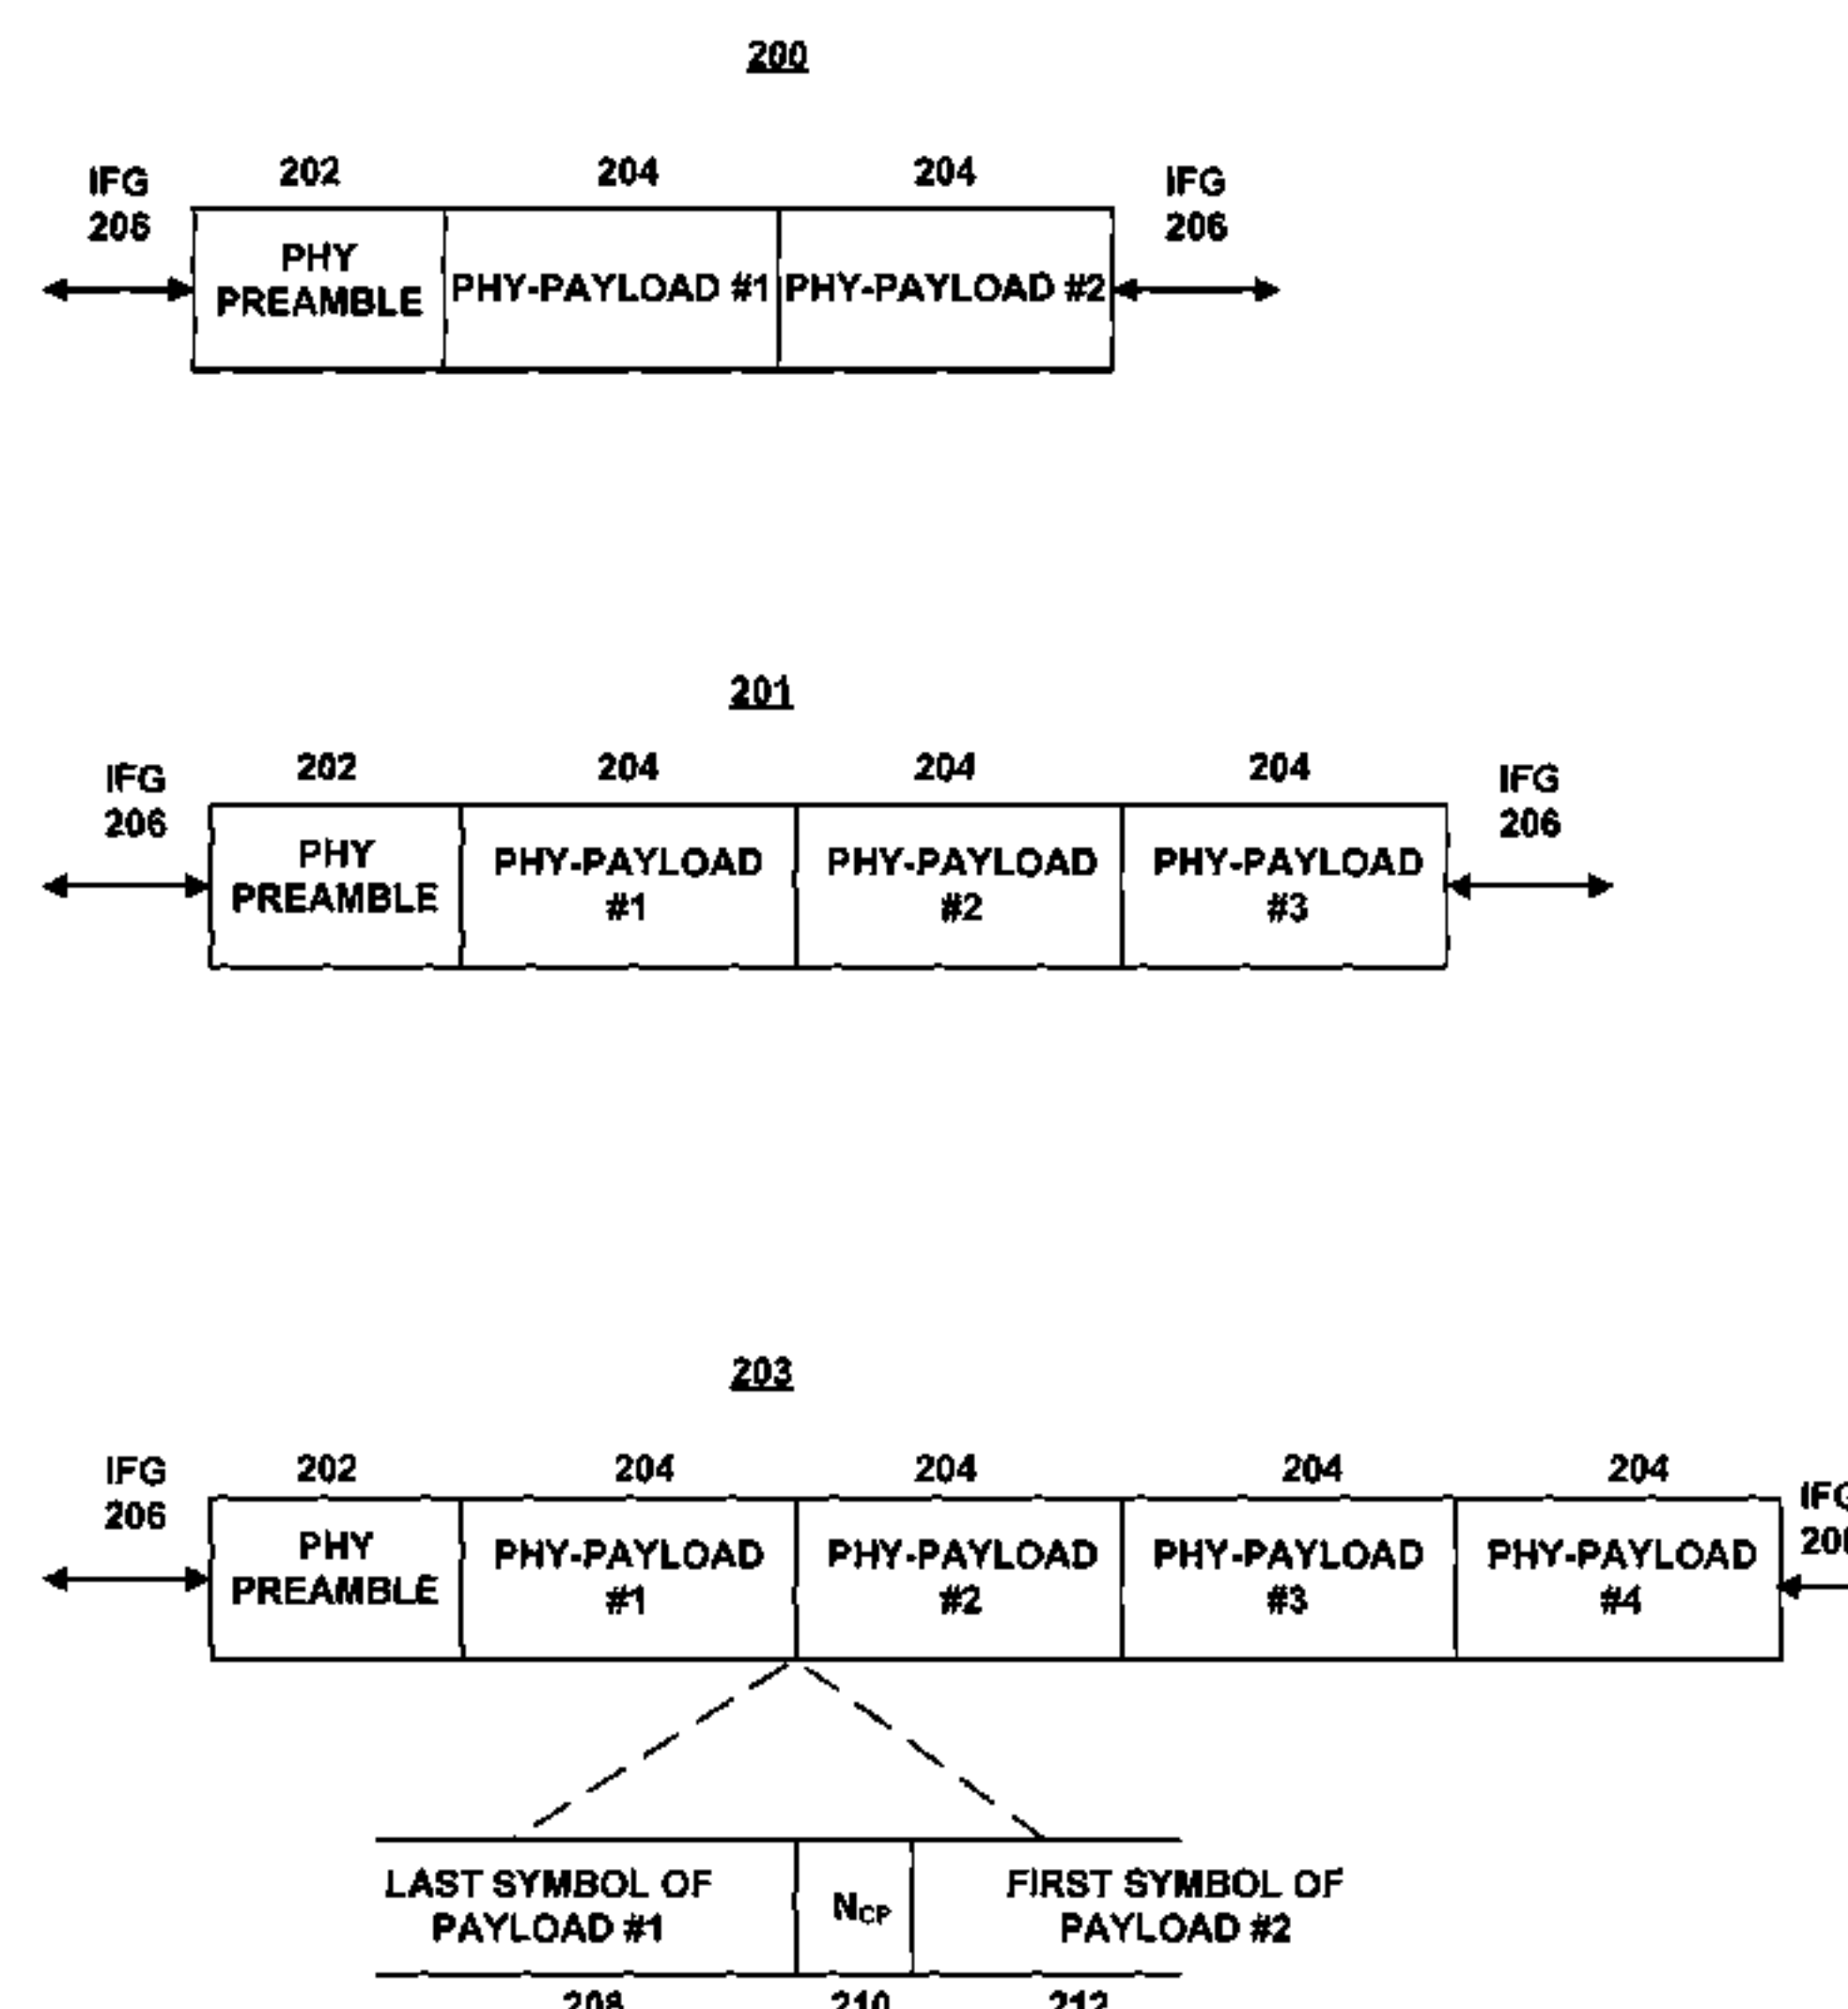 200
IFG
206
202
204
204
IFG
206
PHY
PREAMBLE
PHY-PAYLOAD #1
PHY-PAYLOAD #2
201
IFG
206
202
204
204
204
IFG
206
PHY
PREAMBLE
PHY-PAYLOAD
#1
PHY-PAYLOAD
#2
PHY-PAYLOAD
#3
203
IFG
206
202
204
204
204
204
PHY
PREAMBLE
PHY-PAYLOAD
#1
PHY-PAYLOAD
#2
PHY-PAYLOAD
#3
PHY-PAYLOAD
#4
LAST SYMBOL OF
PAYLOAD #1
NCP
FIRST SYMBOL OF
PAYLOAD #2
208
210
212